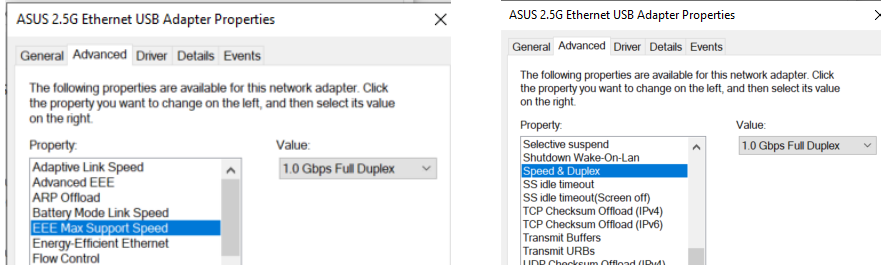 ASUS 2.5G Ethernet USB Adapter Properties
General Advanced Driver Details Events
The following properties are available for this network adapter. Click
the property you want to change on the left, and then select its value
on the right.
Property:
Value:
Adaptive Link Speed
Advanced EEE
ARP Offload
Battery Mode Link Speed
EEE Max Support Speed
Energy-Efficient Ethernet
Flow Control
1.0 Gbps Full Duplex
ASUS 2.5G Ethernet USB Adapter Properties
General Advanced Driver Details Events
The following properties are available for this network adapter. Click
the property you want to change on the left, and then select its value
on the right.
Property:
Value:
Selective suspend
Shutdown Wake-On-Lan
Speed & Duplex
SS idle timeout
SS idle timeout(Screen off)
TCP Checksum Offload (IPv4)
TCP Checksum Offload (IPv6)
Transmit Buffers
Transmit URBs
UDP Checksum Offload (IPv4)
1.0 Gbps Full Duplex